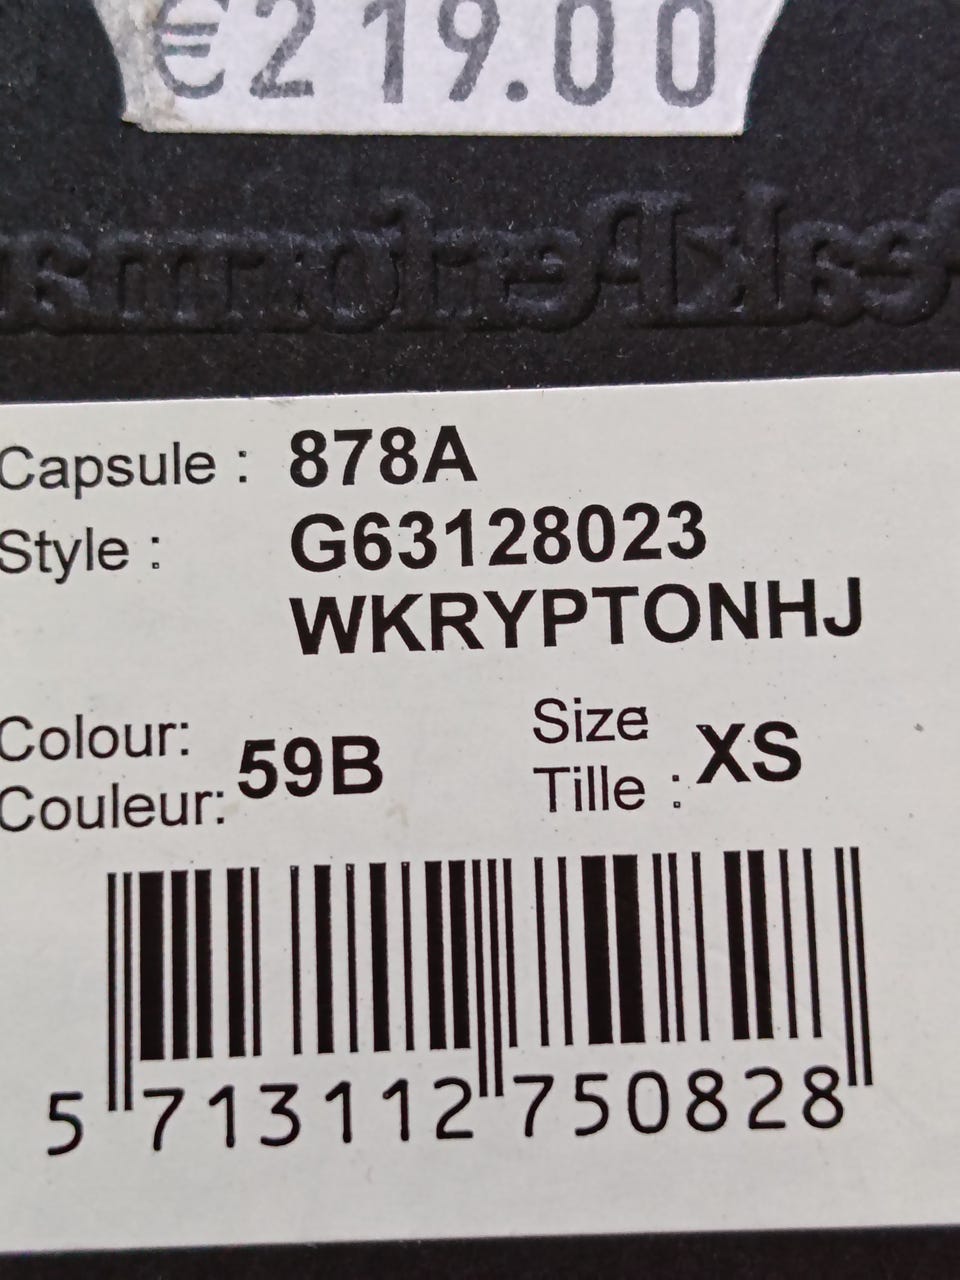 €219.00
Capsule : 878A
Style : G63128023
WKRYPTONHJ
Colour:
Couleur: 59B
Size
Tille : XS
5 713112 750828